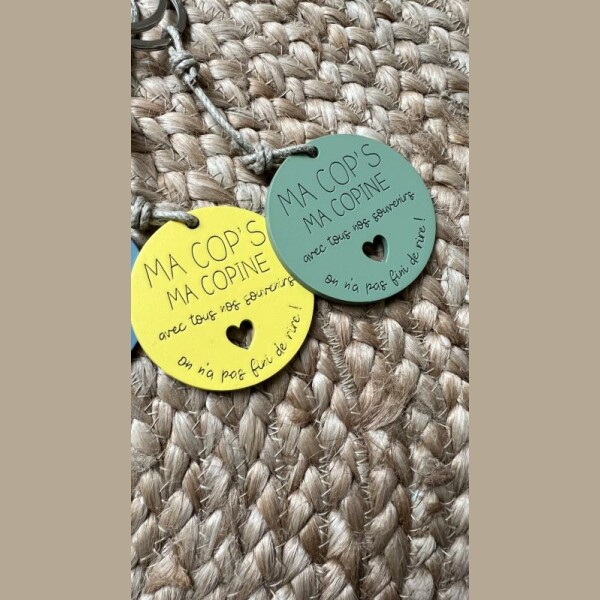 MA COP'S
MA COPINE
avec tous nos souvenirs
on n'a pas fini de rire !
MA COP'S
MA COPINE
avec tous nos souvenirs
on n'a pas fini de rire !